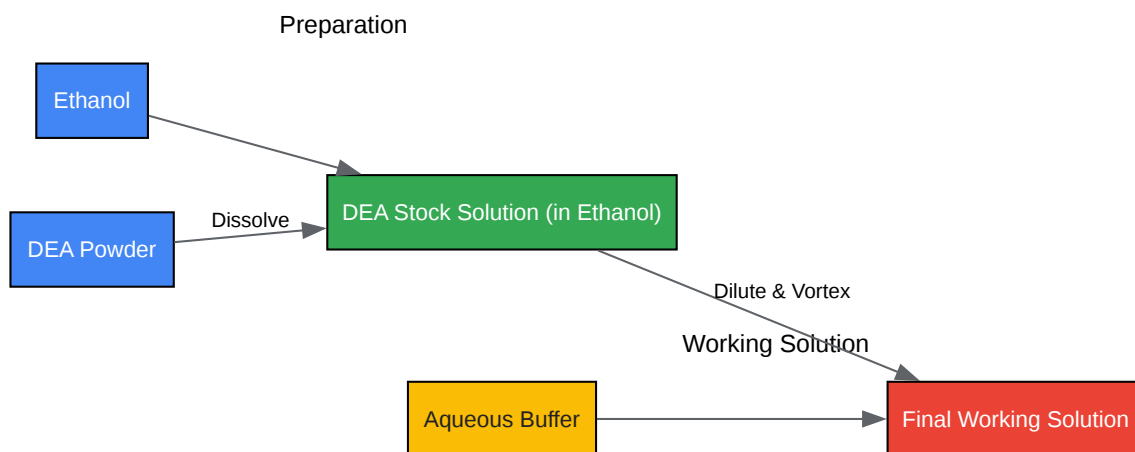 Preparation
Ethanol
DEA Stock Solution (in Ethanol)
Dissolve
DEA Powder
Dilute & Vortex
Working Solution
Aqueous Buffer
Final Working Solution